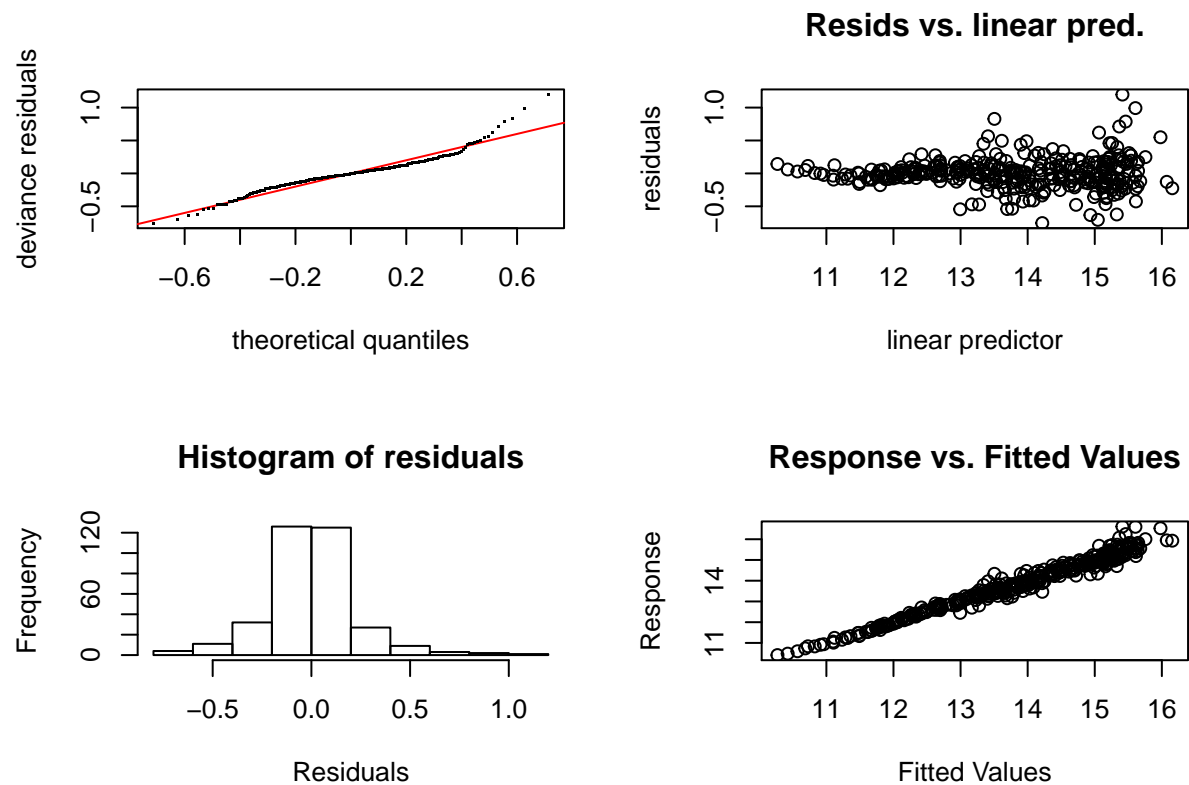 deviance residuals
1.0
−0.5
−0.6
−0.2
0.2
0.6
theoretical quantiles
Resids vs. linear pred.
residuals
1.0
−0.5
11
12
13
14
15
16
linear predictor
Histogram of residuals
Frequency
120
60
0
−0.5
0.0
0.5
1.0
Residuals
Response vs. Fitted Values
Response
14
11
11
12
13
14
15
16
Fitted Values